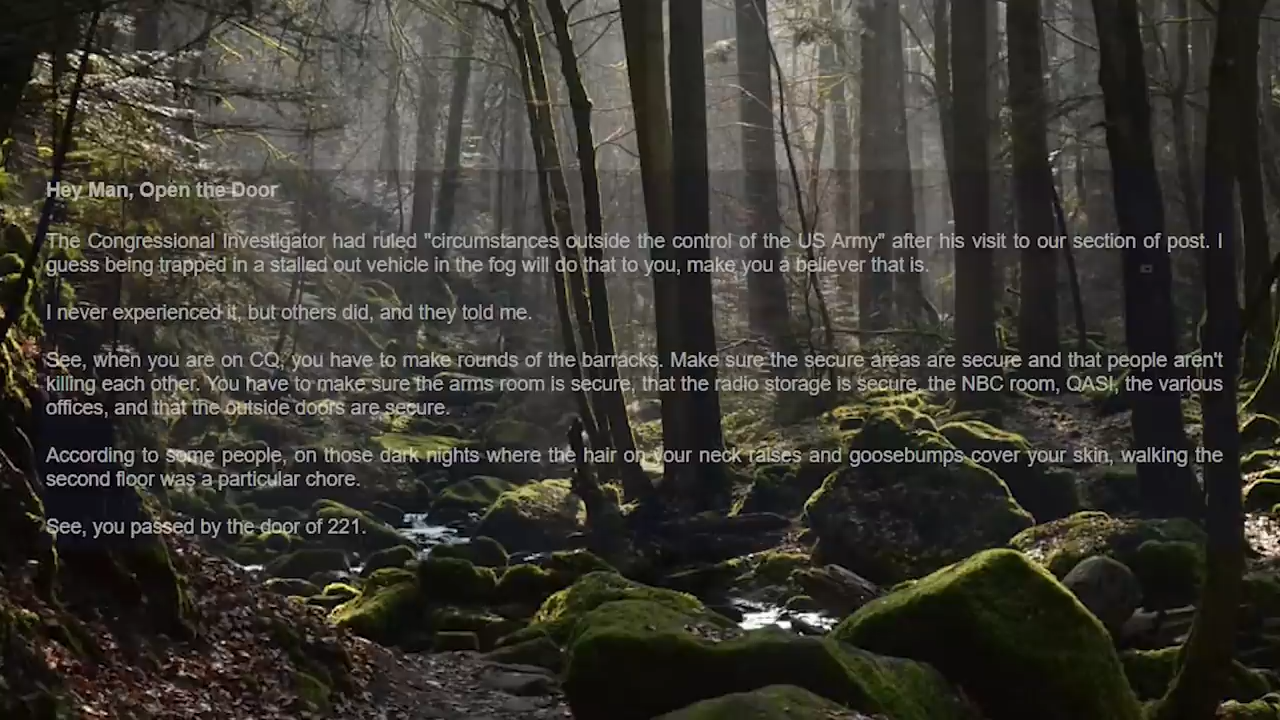 Hey Man, Open the Door
The Congressional Investigator had ruled "circumstances outside the control of the US Army" after his visit to our section of post. I
guess being trapped in a stalled out vehicle in the fog will do that to you, make you a believer that is.
I never experienced it, but others did, and they told me.
See, when you are on CQ, you have to make rounds of the barracks. Make sure the secure areas are secure and that people aren't
killing each other. You have to make sure the arms room is secure, that the radio storage is secure, the NBC room, QASI, the various
offices, and that the outside doors are secure.
According to some people, on those dark nights where the hair on your neck raises and goosebumps cover your skin, walking the
second floor was a particular chore.
See, you passed by the door of 221.